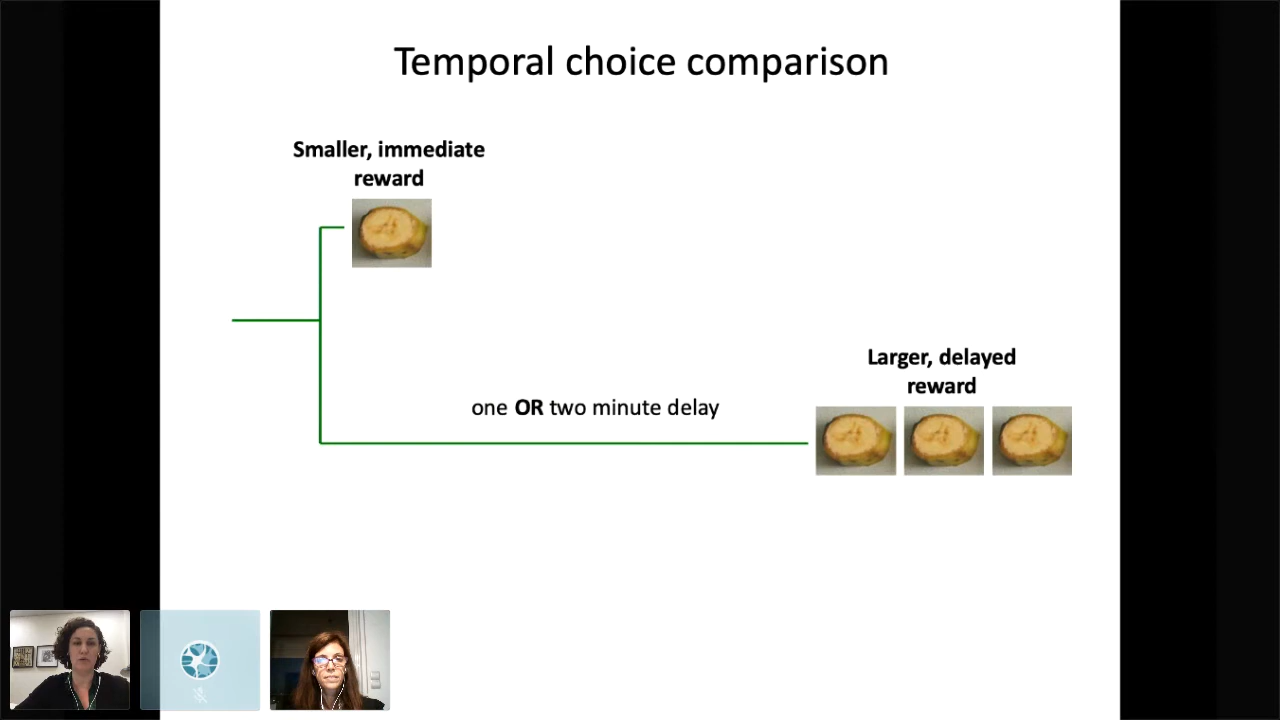 Temporal choice comparison
Smaller, immediate
reward
Larger, delayed
reward
one OR two minute delay